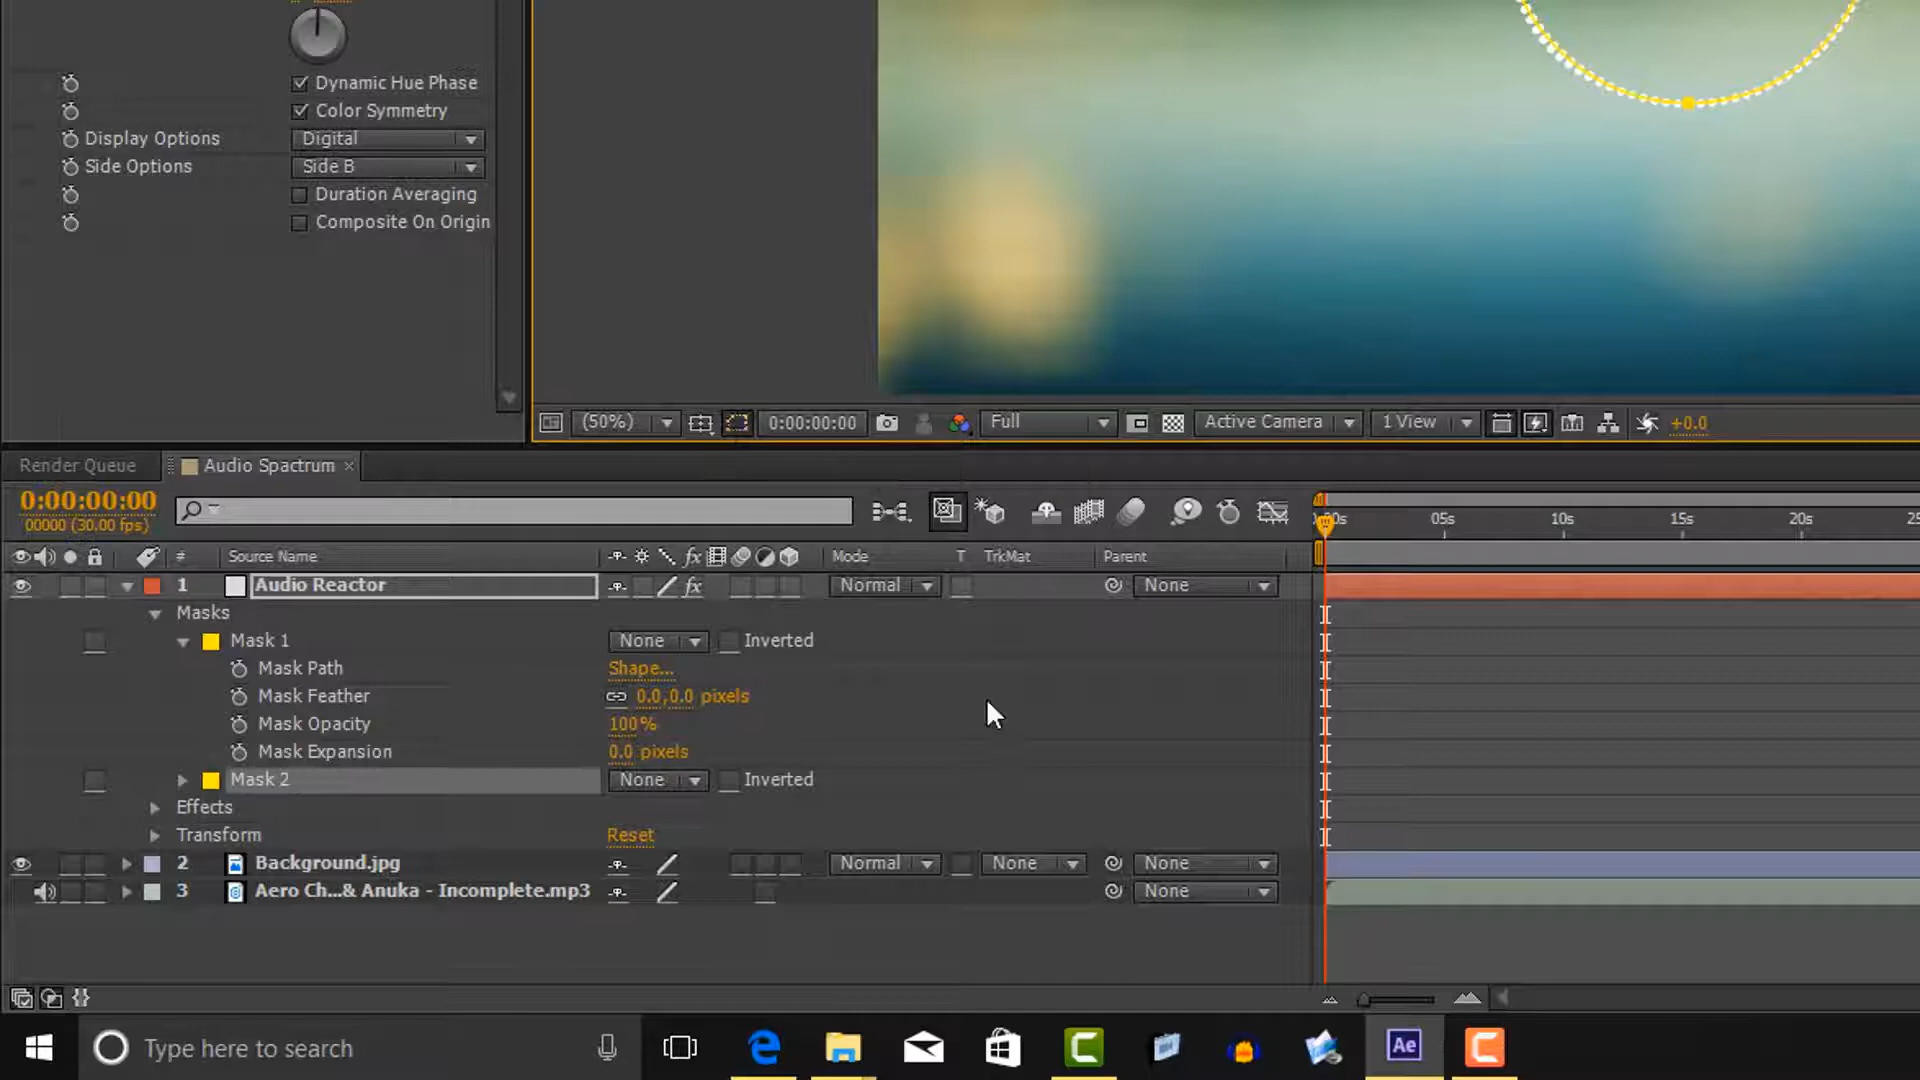 Dynamic Hue Phase
Color Symmetry
Display Options Digital
Side Options Side B
Duration Averaging
Composite On Origin
(50%) 0:00:00:00 Full Active Camera 1 View +0.0
Render Queue Audio Spactrum ×
0:00:00:00
00000 (30.00 fps)
05s 10s 15s 20s
# Source Name fx Mode T TrkMat Parent
1 Audio Reactor fx Normal None
Masks
Mask 1 None Inverted
Mask Path Shape...
Mask Feather 0.0,0.0 pixels
Mask Opacity 100%
Mask Expansion 0.0 pixels
Mask 2 None Inverted
Effects
Transform Reset
2 Background.jpg Normal None None
3 Aero Ch...& Anuka - Incomplete.mp3 None
Type here to search Ae